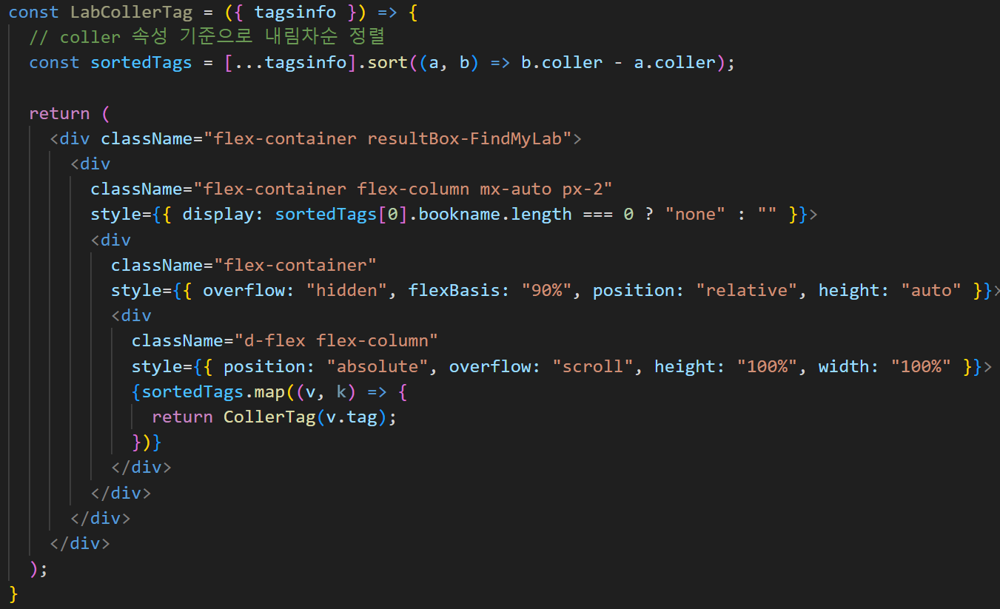 const LabCollerTag = ({ tagsinfo }) => {
  // coller 속성 기준으로 내림차순 정렬
  const sortedTags = [...tagsinfo].sort((a, b) => b.coller - a.coller);

  return (
    <div className="flex-container resultBox-FindMyLab">
      <div
        className="flex-container flex-column mx-auto px-2"
        style={{ display: sortedTags[0].bookname.length === 0 ? "none" : "" }}>
        <div
          className="flex-container"
          style={{ overflow: "hidden", flexBasis: "90%", position: "relative", height: "auto" }}>
          <div
            className="d-flex flex-column"
            style={{ position: "absolute", overflow: "scroll", height: "100%", width: "100%" }}>
            {sortedTags.map((v, k) => {
              return CollerTag(v.tag);
            })}
          </div>
        </div>
      </div>
    </div>
  );
}